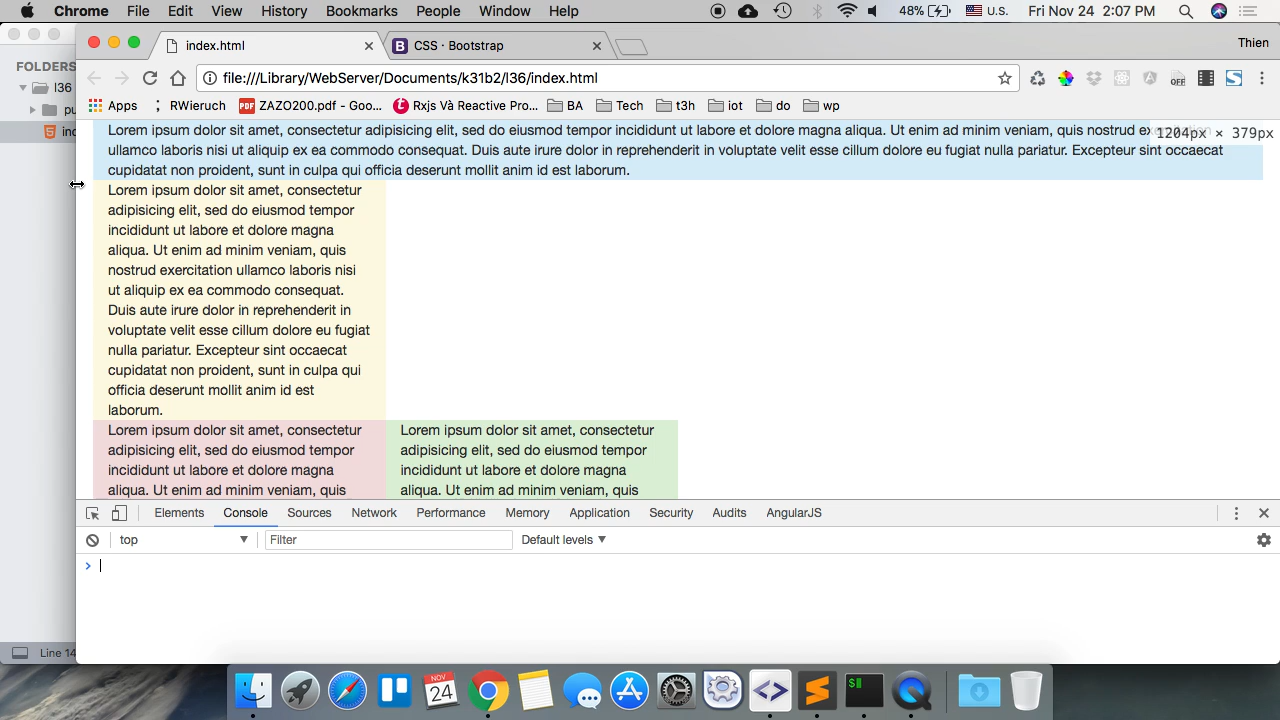 Chrome File Edit View History Bookmarks People Window Help 48% U.S. Fri Nov 24 2:07 PM
FOLDERS
l36
pu
ind
Line 14
index.html
CSS · Bootstrap
Thien
file:///Library/WebServer/Documents/k31b2/l36/index.html
OFF
Apps RWieruch ZAZO200.pdf - Goo... Rxjs Và Reactive Pro... BA Tech t3h iot do wp
1204px × 379px
Lorem ipsum dolor sit amet, consectetur adipisicing elit, sed do eiusmod tempor incididunt ut labore et dolore magna aliqua. Ut enim ad minim veniam, quis nostrud
ullamco laboris nisi ut aliquip ex ea commodo consequat. Duis aute irure dolor in reprehenderit in voluptate velit esse cillum dolore eu fugiat nulla pariatur. Excepteur sint occaecat
cupidatat non proident, sunt in culpa qui officia deserunt mollit anim id est laborum.
Lorem ipsum dolor sit amet, consectetur
adipisicing elit, sed do eiusmod tempor
incididunt ut labore et dolore magna
aliqua. Ut enim ad minim veniam, quis
nostrud exercitation ullamco laboris nisi
ut aliquip ex ea commodo consequat.
Duis aute irure dolor in reprehenderit in
voluptate velit esse cillum dolore eu fugiat
nulla pariatur. Excepteur sint occaecat
cupidatat non proident, sunt in culpa qui
officia deserunt mollit anim id est
laborum.
Lorem ipsum dolor sit amet, consectetur
adipisicing elit, sed do eiusmod tempor
incididunt ut labore et dolore magna
aliqua. Ut enim ad minim veniam, quis
Lorem ipsum dolor sit amet, consectetur
adipisicing elit, sed do eiusmod tempor
incididunt ut labore et dolore magna
aliqua. Ut enim ad minim veniam, quis
Elements Console Sources Network Performance Memory Application Security Audits AngularJS
top Filter Default levels
NOV
24